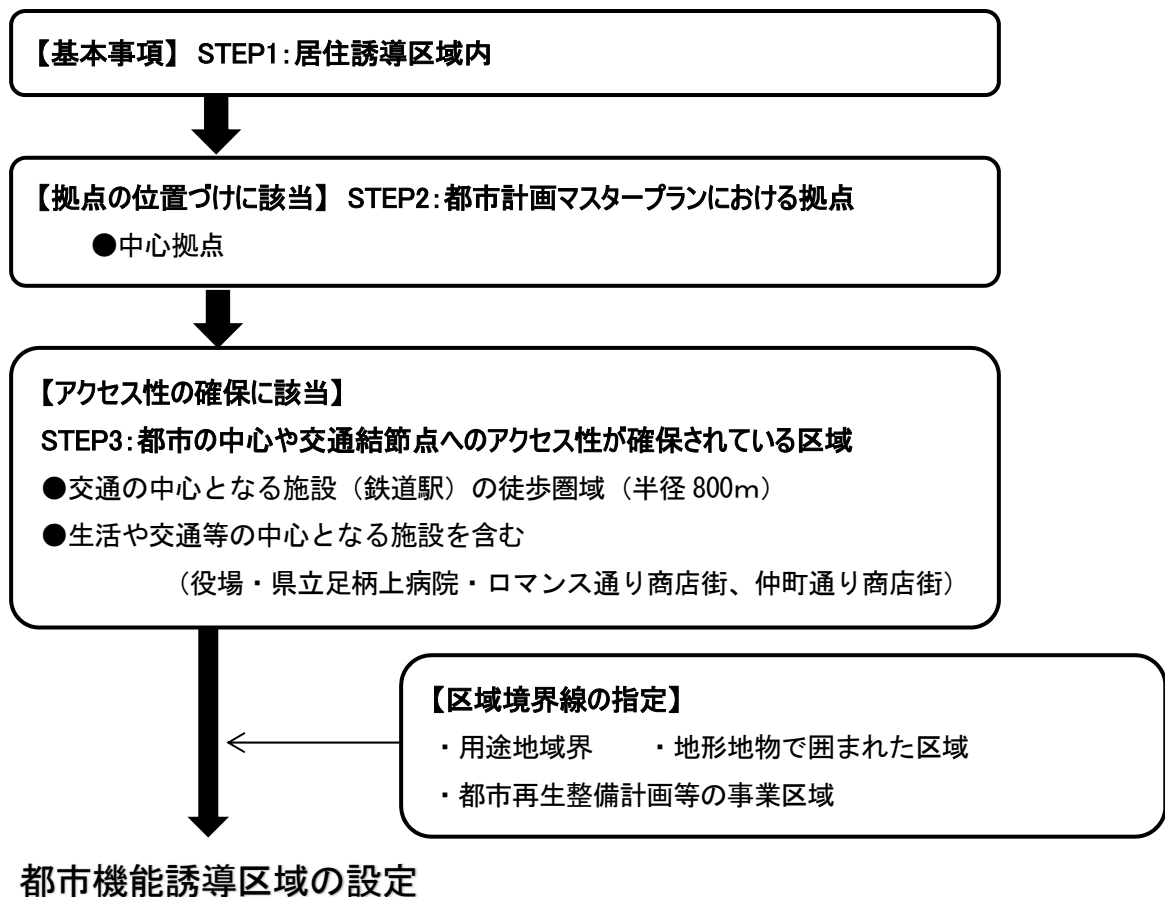 【基本事項】 STEP1:居住誘導区域内
【拠点の位置づけに該当】 STEP2:都市計画マスタープランにおける拠点
●中心拠点
【アクセス性の確保に該当】
STEP3:都市の中心や交通結節点へのアクセス性が確保されている区域
●交通の中心となる施設（鉄道駅）の徒歩圏域（半径 800ｍ）
●生活や交通等の中心となる施設を含む
（役場・県立足柄上病院・ロマンス通り商店街、仲町通り商店街）
【区域境界線の指定】
・用途地域界　　・地形地物で囲まれた区域
・都市再生整備計画等の事業区域
都市機能誘導区域の設定